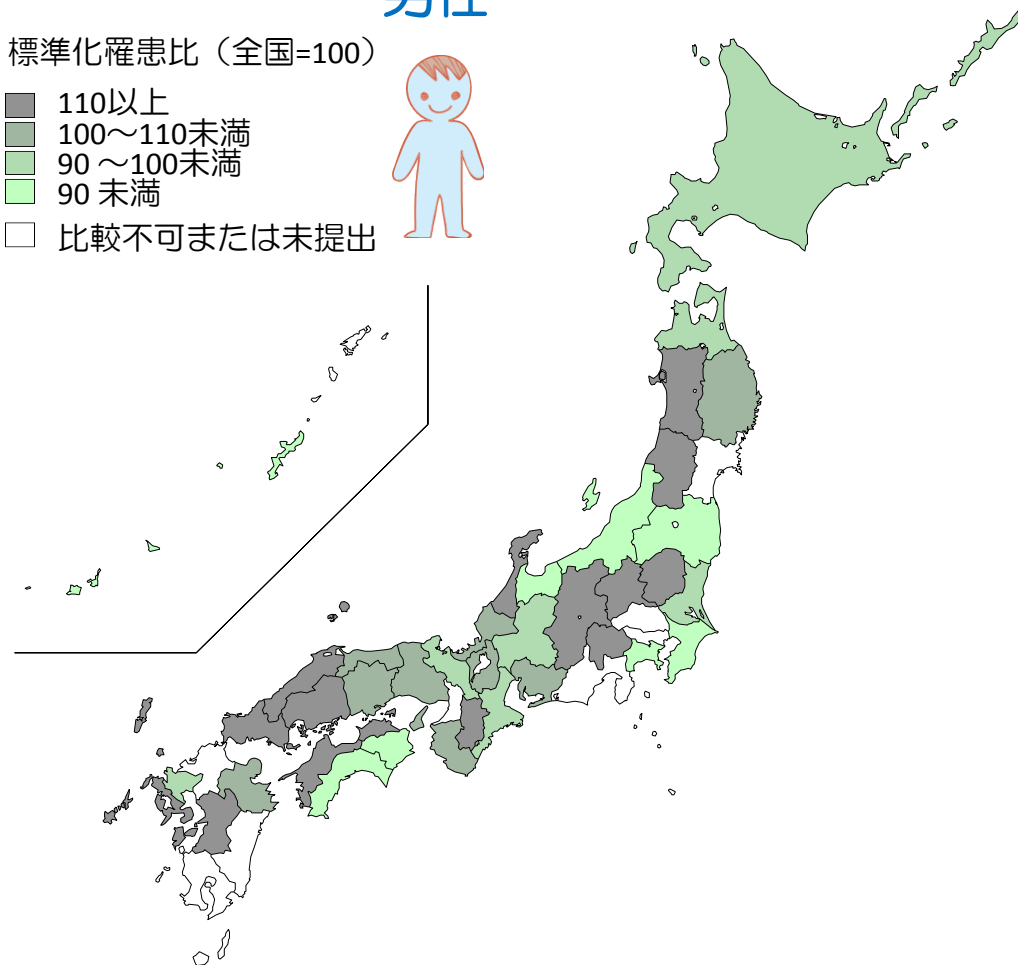 男性
標準化罹患比（全国=100）
110以上
100～110未満
90 ～100未満
90 未満
比較不可または未提出